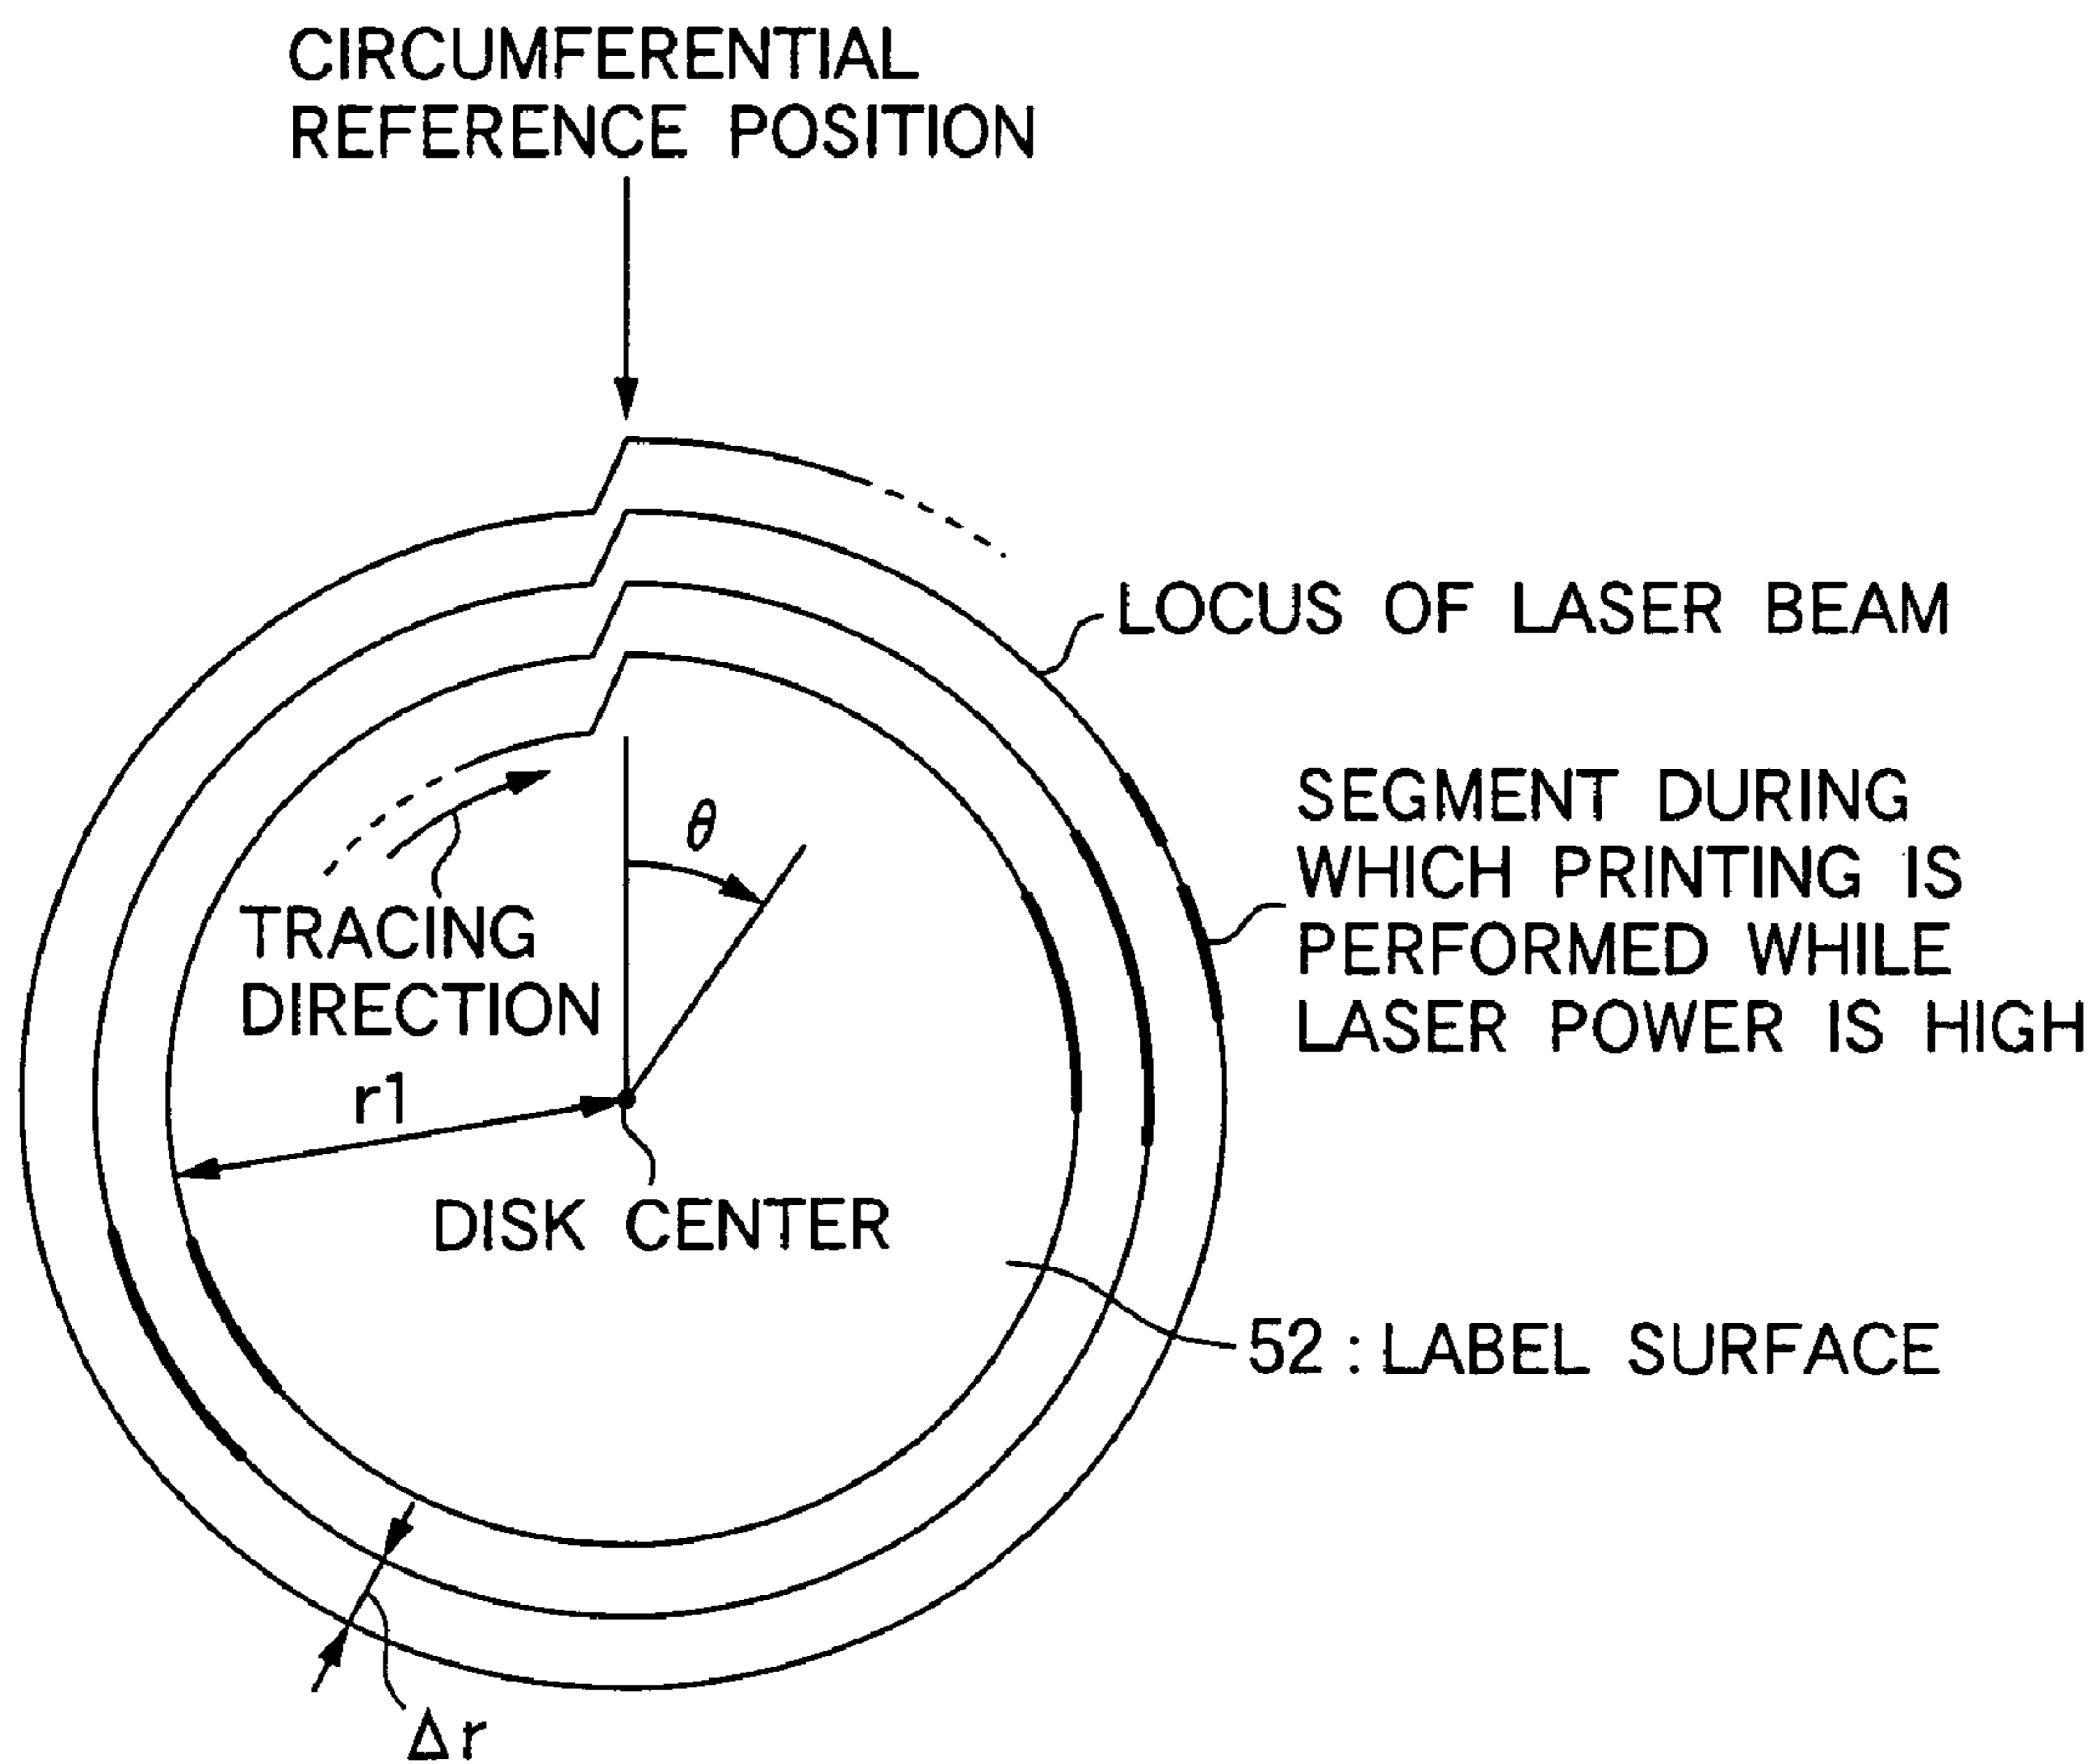 CIRCUMFERENTIAL
REFERENCE POSITION
LOCUS OF LASER BEAM
SEGMENT DURING
WHICH PRINTING IS
PERFORMED WHILE
LASER POWER IS HIGH
θ
TRACING
DIRECTION
r1
DISK CENTER
52 : LABEL SURFACE
Δr